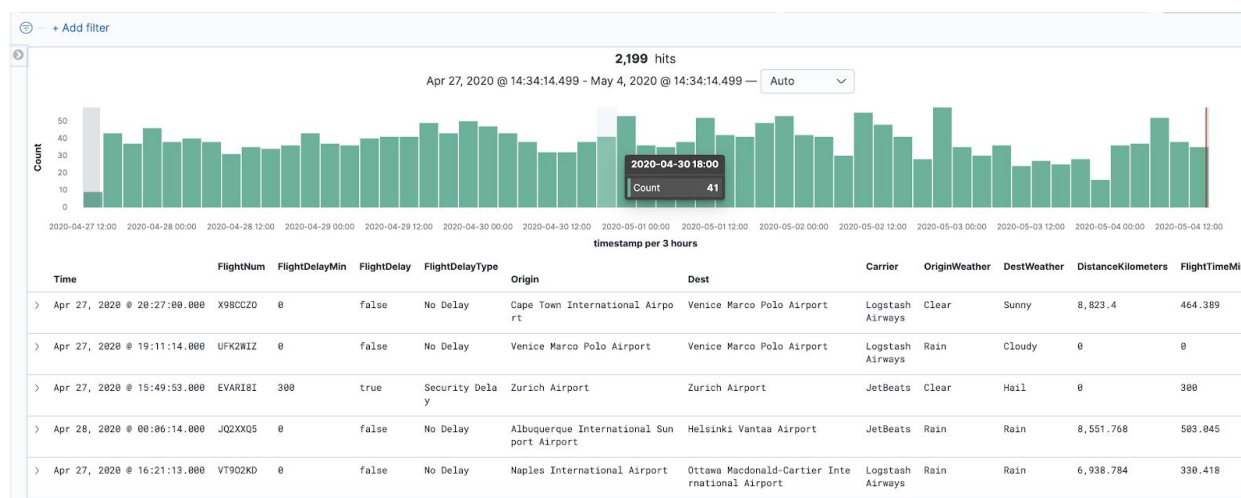 + Add filter
2,199 hits
Apr 27, 2020 @ 14:34:14.499 - May 4, 2020 @ 14:34:14.499 — Auto
Count
50
40
30
20
10
0
2020-04-30 18:00
Count 41
2020-04-27 12:00 2020-04-28 00:00 2020-04-28 12:00 2020-04-29 00:00 2020-04-29 12:00 2020-04-30 00:00 2020-04-30 12:00 2020-05-01 00:00 2020-05-01 12:00 2020-05-02 00:00 2020-05-02 12:00 2020-05-03 00:00 2020-05-03 12:00 2020-05-04 00:00 2020-05-04 12:00
timestamp per 3 hours
Time FlightNum FlightDelayMin FlightDelay FlightDelayType Origin Dest Carrier OriginWeather DestWeather DistanceKilometers FlightTimeMi
Apr 27, 2020 @ 20:27:00.000 X98CCZO 0 false No Delay Cape Town International Airpo Venice Marco Polo Airport Logstash Clear Sunny 8,823.4 464.389
rt Airways
Apr 27, 2020 @ 19:11:14.000 UFK2WIZ 0 false No Delay Venice Marco Polo Airport Venice Marco Polo Airport Logstash Rain Cloudy 0 0
Airways
Apr 27, 2020 @ 15:49:53.000 EVARI8I 300 true Security Dela Zurich Airport Zurich Airport JetBeats Clear Hail 0 300
y
Apr 28, 2020 @ 00:06:14.000 JQ2XXQ5 0 false No Delay Albuquerque International Sun Helsinki Vantaa Airport JetBeats Rain Rain 8,551.768 503.045
port Airport
Apr 27, 2020 @ 16:21:13.000 VT9O2KD 0 false No Delay Naples International Airport Ottawa Macdonald-Cartier Inte Logstash Rain Rain 6,938.784 330.418
rnational Airport Airways